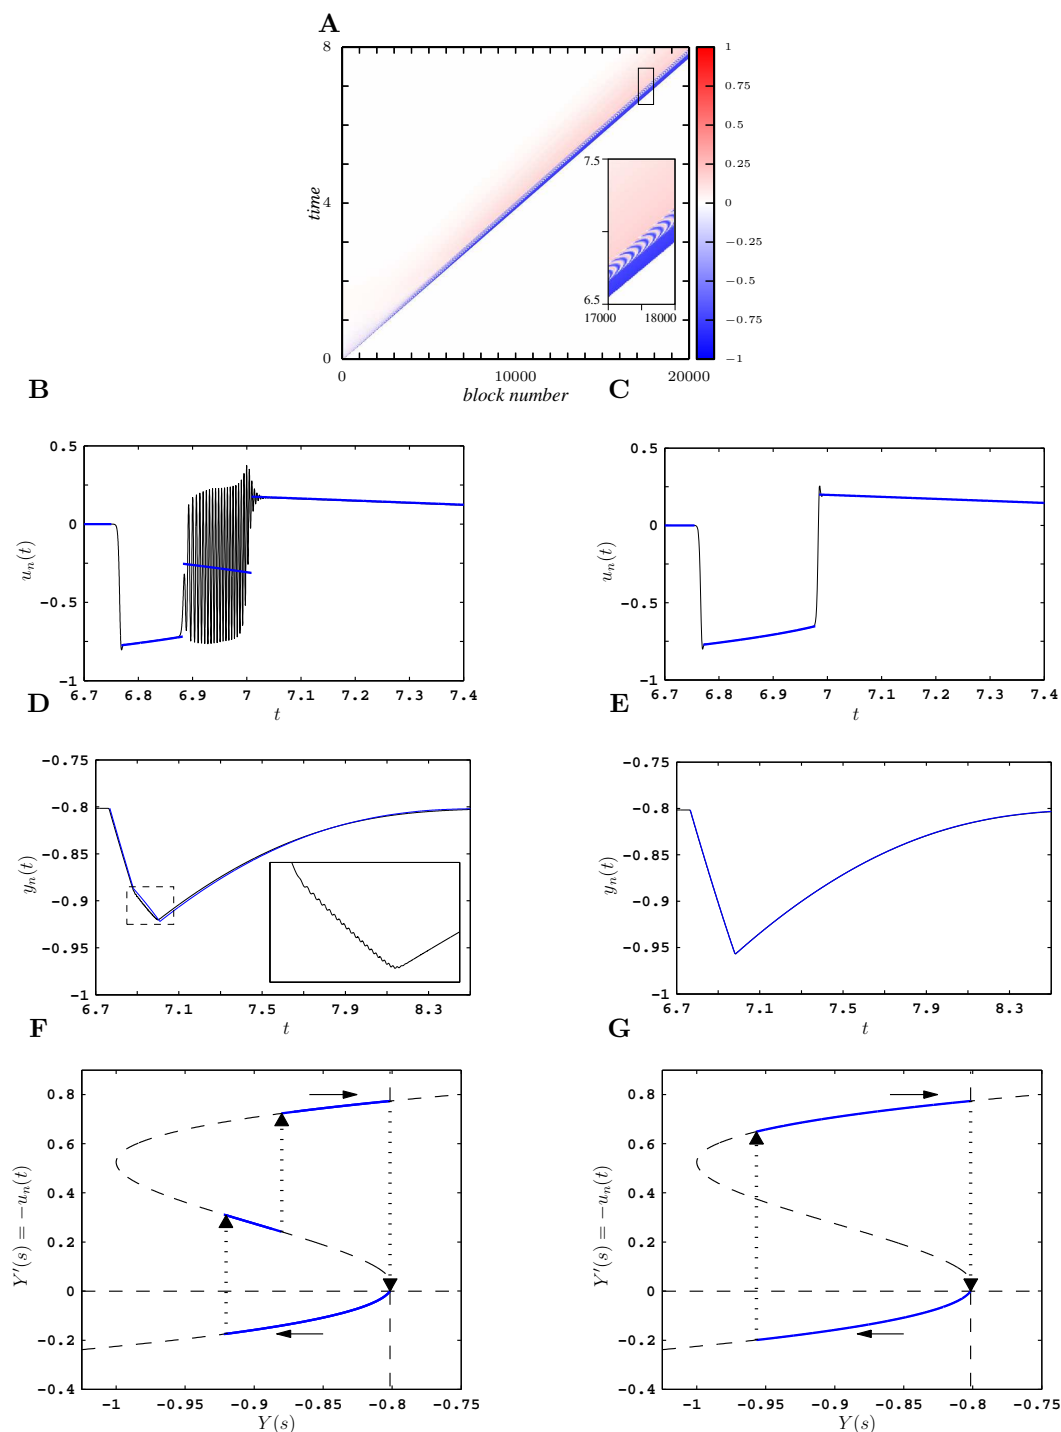 A
8
4
0
time
0
10000
20000
block number
7.5
6.5
17000
18000
1
0.75
0.5
0.25
0
−0.25
−0.5
−0.75
−1
B
0.5
0
−0.5
−1
u_n(t)
6.7 6.8 6.9 7 7.1 7.2 7.3 7.4
t
C
0.5
0
−0.5
−1
u_n(t)
6.7 6.8 6.9 7 7.1 7.2 7.3 7.4
t
D
−0.75
−0.8
−0.85
−0.9
−0.95
−1
y_n(t)
6.7 7.1 7.5 7.9 8.3
t
E
−0.75
−0.8
−0.85
−0.9
−0.95
−1
y_n(t)
6.7 7.1 7.5 7.9 8.3
t
F
0.8
0.6
0.4
0.2
0
−0.2
−0.4
Y′(s) = −u_n(t)
−1 −0.95 −0.9 −0.85 −0.8 −0.75
Y(s)
G
0.8
0.6
0.4
0.2
0
−0.2
−0.4
Y′(s) = −u_n(t)
−1 −0.95 −0.9 −0.85 −0.8 −0.75
Y(s)